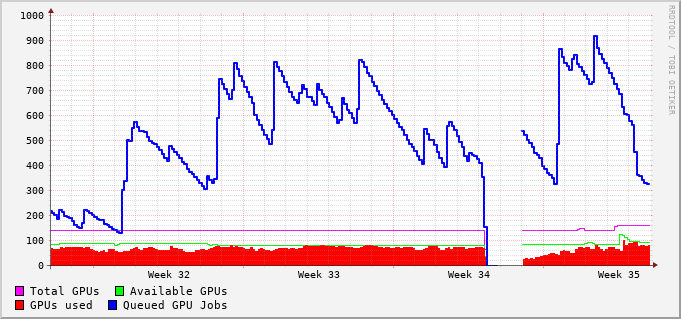 1000
900
800
700
600
500
400
300
200
100
0
Week 32 Week 33 Week 34 Week 35
Total GPUs Available GPUs
GPUs used Queued GPU Jobs
RRDTOOL / TOBI OETIKER